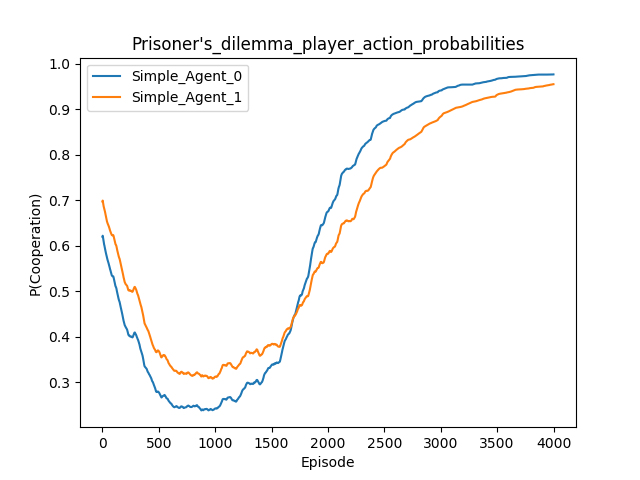 Prisoner's_dilemma_player_action_probabilities
Simple_Agent_0
Simple_Agent_1
P(Cooperation)
1.0
0.9
0.8
0.7
0.6
0.5
0.4
0.3
0 500 1000 1500 2000 2500 3000 3500 4000
Episode